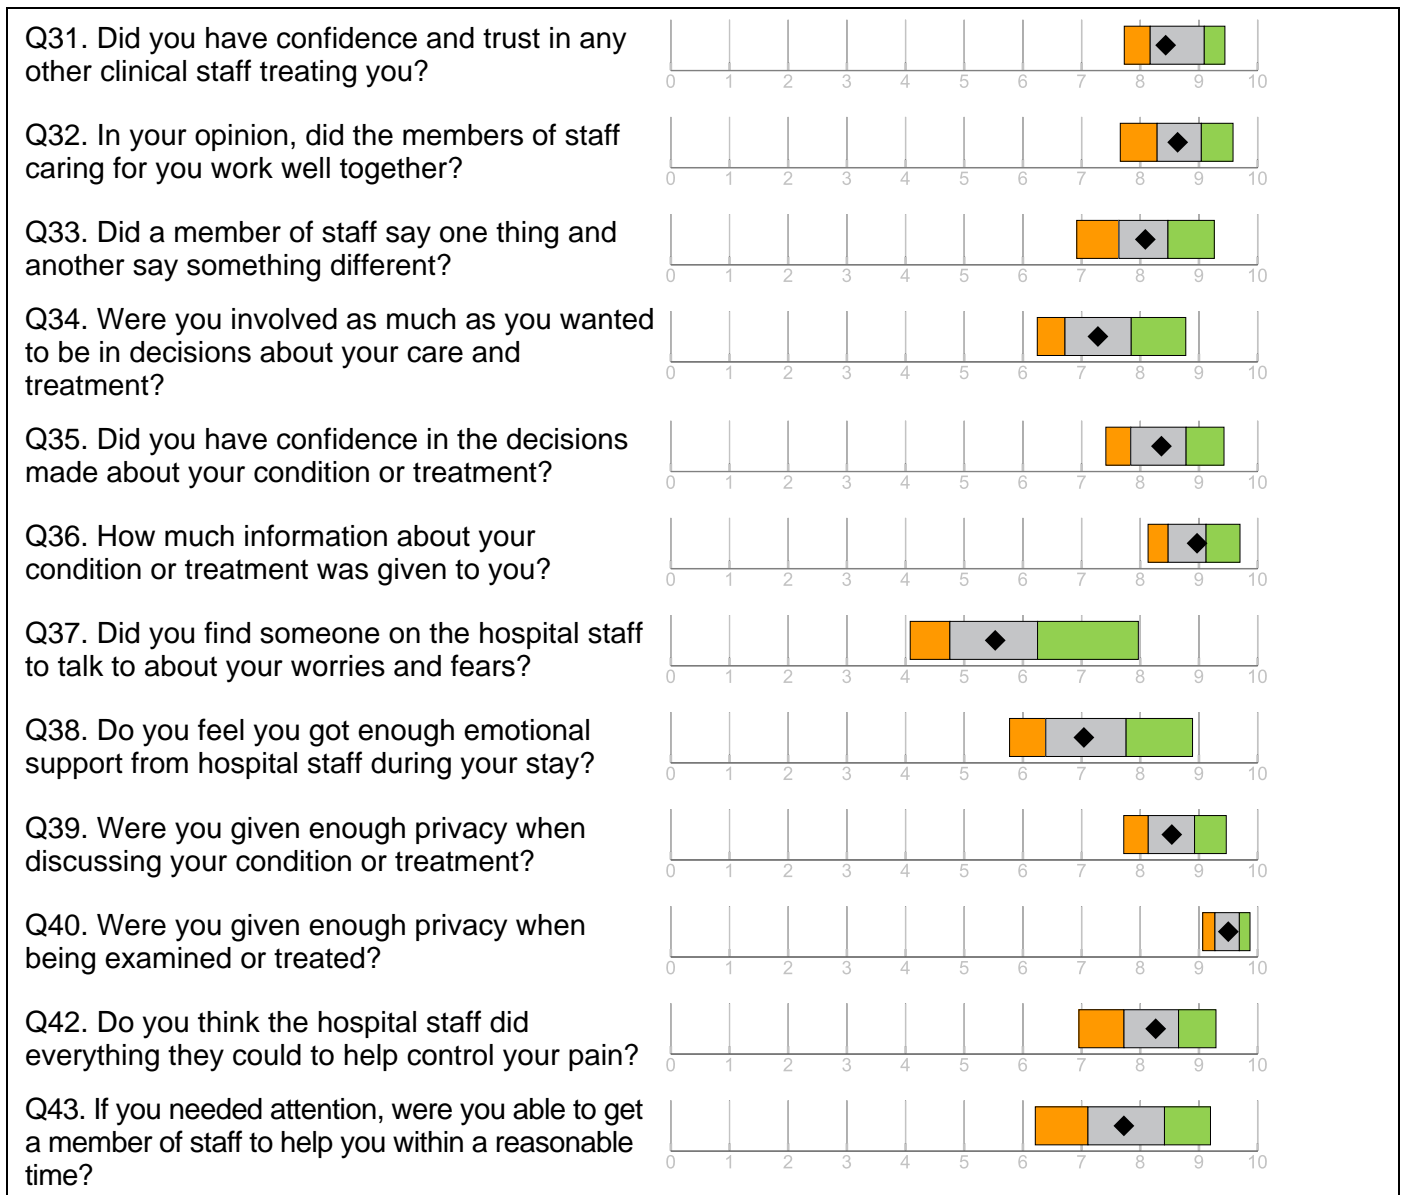 Q31. Did you have confidence and trust in any
other clinical staff treating you?
0 1 2 3 4 5 6 7 8 9 10
Q32. In your opinion, did the members of staff
caring for you work well together?
0 1 2 3 4 5 6 7 8 9 10
Q33. Did a member of staff say one thing and
another say something different?
0 1 2 3 4 5 6 7 8 9 10
Q34. Were you involved as much as you wanted
to be in decisions about your care and
treatment?
0 1 2 3 4 5 6 7 8 9 10
Q35. Did you have confidence in the decisions
made about your condition or treatment?
0 1 2 3 4 5 6 7 8 9 10
Q36. How much information about your
condition or treatment was given to you?
0 1 2 3 4 5 6 7 8 9 10
Q37. Did you find someone on the hospital staff
to talk to about your worries and fears?
0 1 2 3 4 5 6 7 8 9 10
Q38. Do you feel you got enough emotional
support from hospital staff during your stay?
0 1 2 3 4 5 6 7 8 9 10
Q39. Were you given enough privacy when
discussing your condition or treatment?
0 1 2 3 4 5 6 7 8 9 10
Q40. Were you given enough privacy when
being examined or treated?
0 1 2 3 4 5 6 7 8 9 10
Q42. Do you think the hospital staff did
everything they could to help control your pain?
0 1 2 3 4 5 6 7 8 9 10
Q43. If you needed attention, were you able to get
a member of staff to help you within a reasonable
time?
0 1 2 3 4 5 6 7 8 9 10